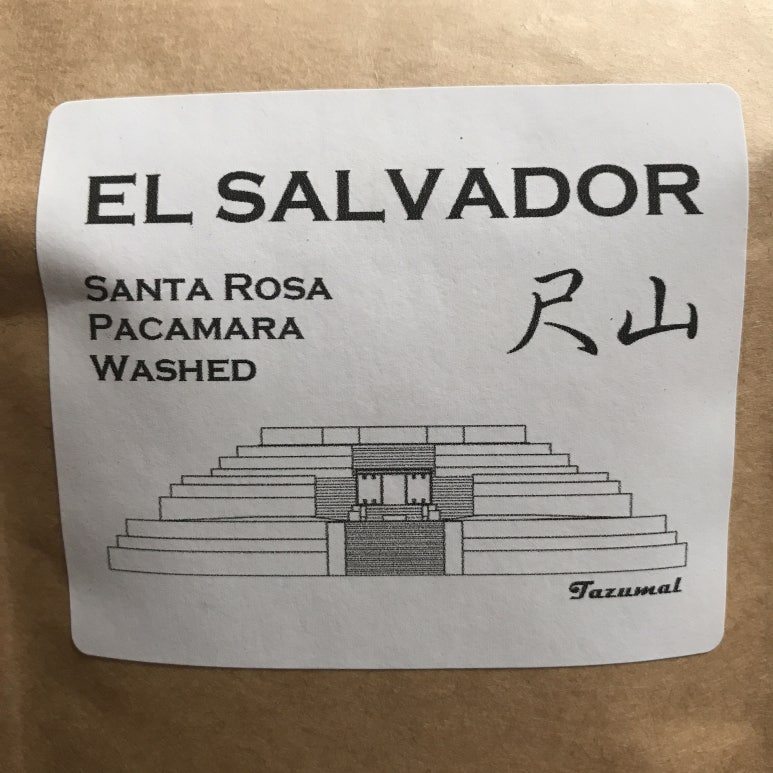 EL SALVADOR
SANTA ROSA
PACAMARA
WASHED
尺山
Tazumal